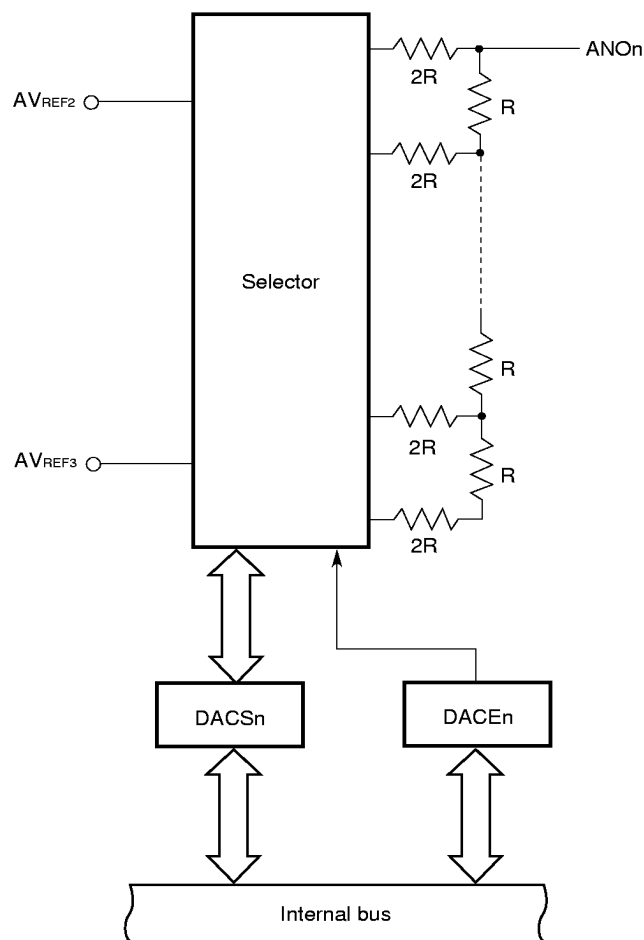 ANOn
2R
R
AVREF2
2R
Selector
R
2R
AVREF3
R
2R
DACSn
DACEn
Internal bus